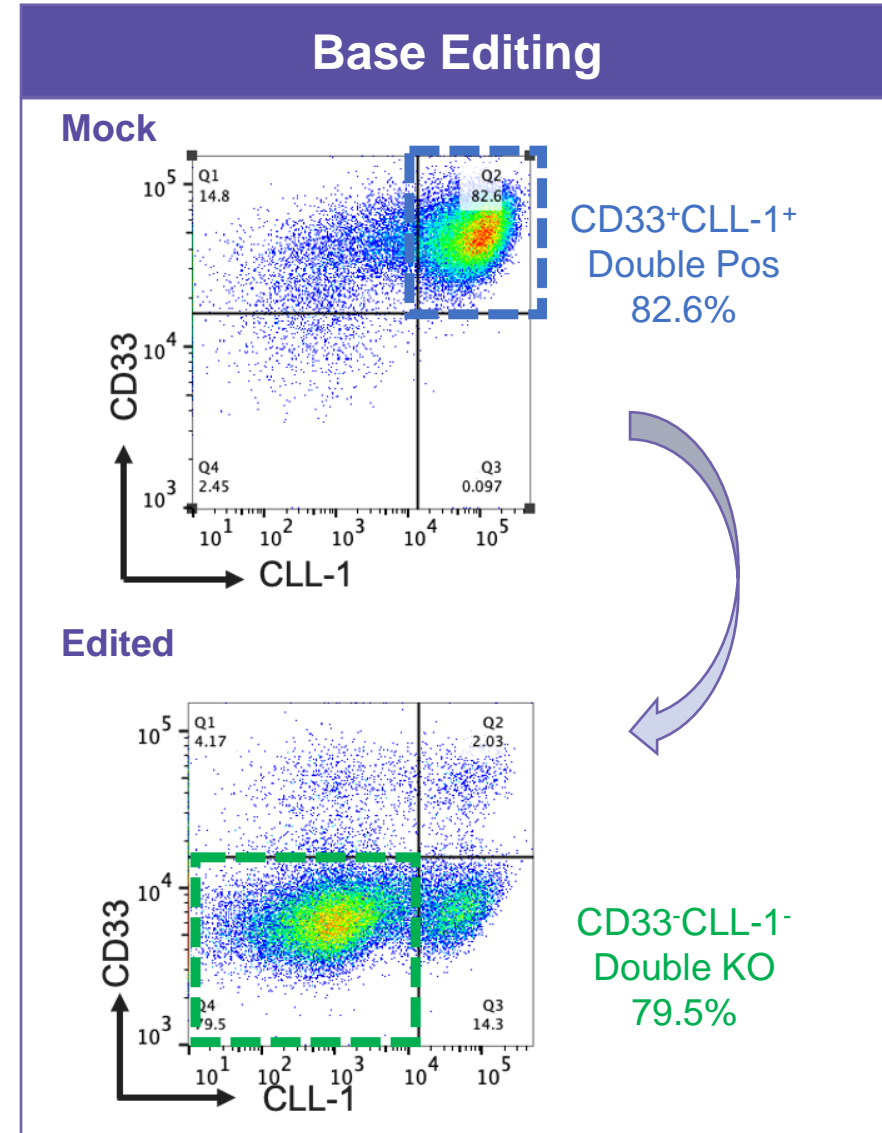 Base Editing
Mock
Q1
14.8
Q2
82.6
Q4
2.45
Q3
0.097
10⁵
10⁴
10³
CD33
10¹ 10² 10³ 10⁴ 10⁵
CLL-1
CD33⁺CLL-1⁺
Double Pos
82.6%
Edited
Q1
4.17
Q2
2.03
Q4
79.5
Q3
14.3
10⁵
10⁴
10³
CD33
10¹ 10² 10³ 10⁴ 10⁵
CLL-1
CD33⁻CLL-1⁻
Double KO
79.5%